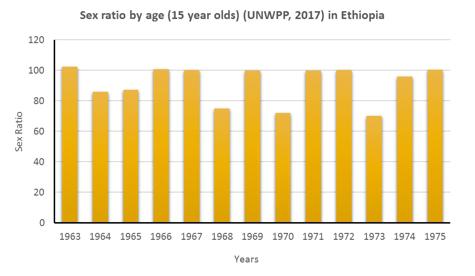 Sex ratio by age (15 year olds) (UNWPP, 2017) in Ethiopia
120
100
80
60
40
20
0
Sex Ratio
1963 1964 1965 1966 1967 1968 1969 1970 1971 1972 1973 1974 1975
Years